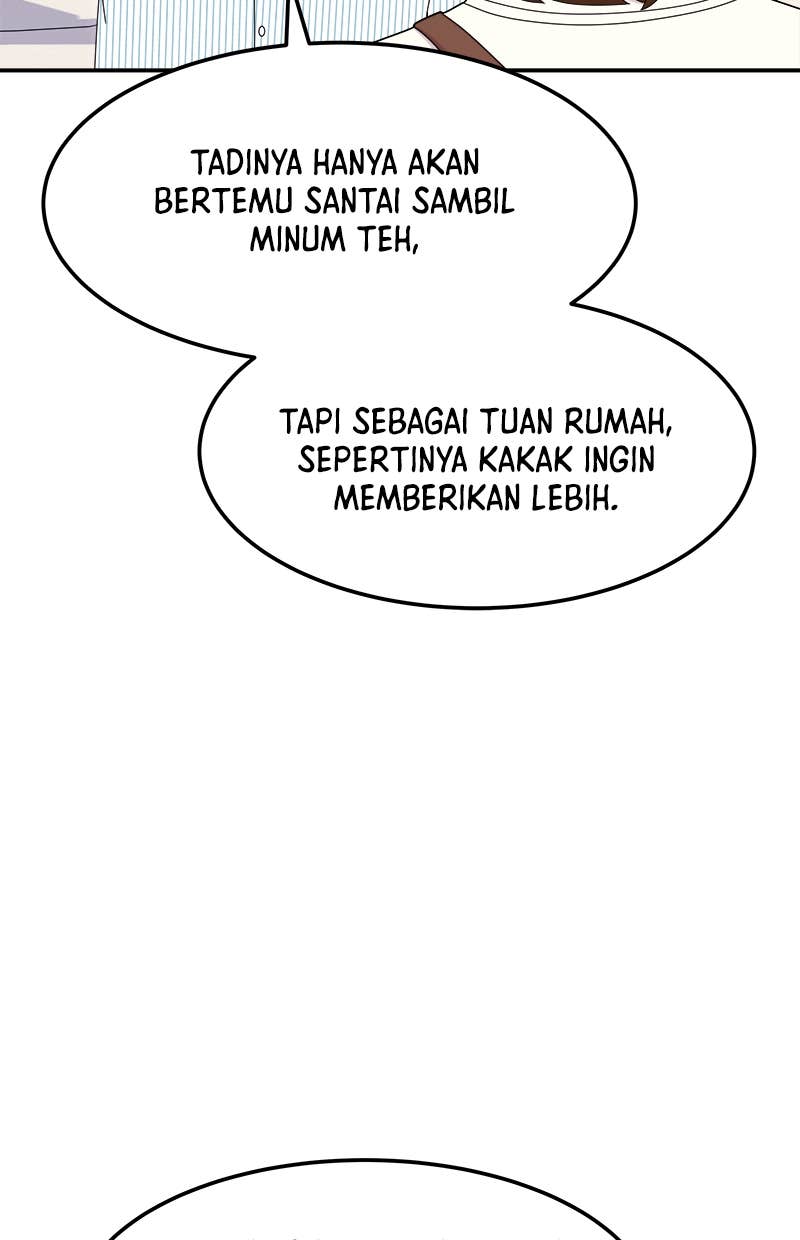 TADINYA HANYA AKAN
BERTEMU SANTAI SAMBIL
MINUM TEH,
TAPI SEBAGAI TUAN RUMAH,
SEPERTINYA KAKAK INGIN
MEMBERIKAN LEBIH.